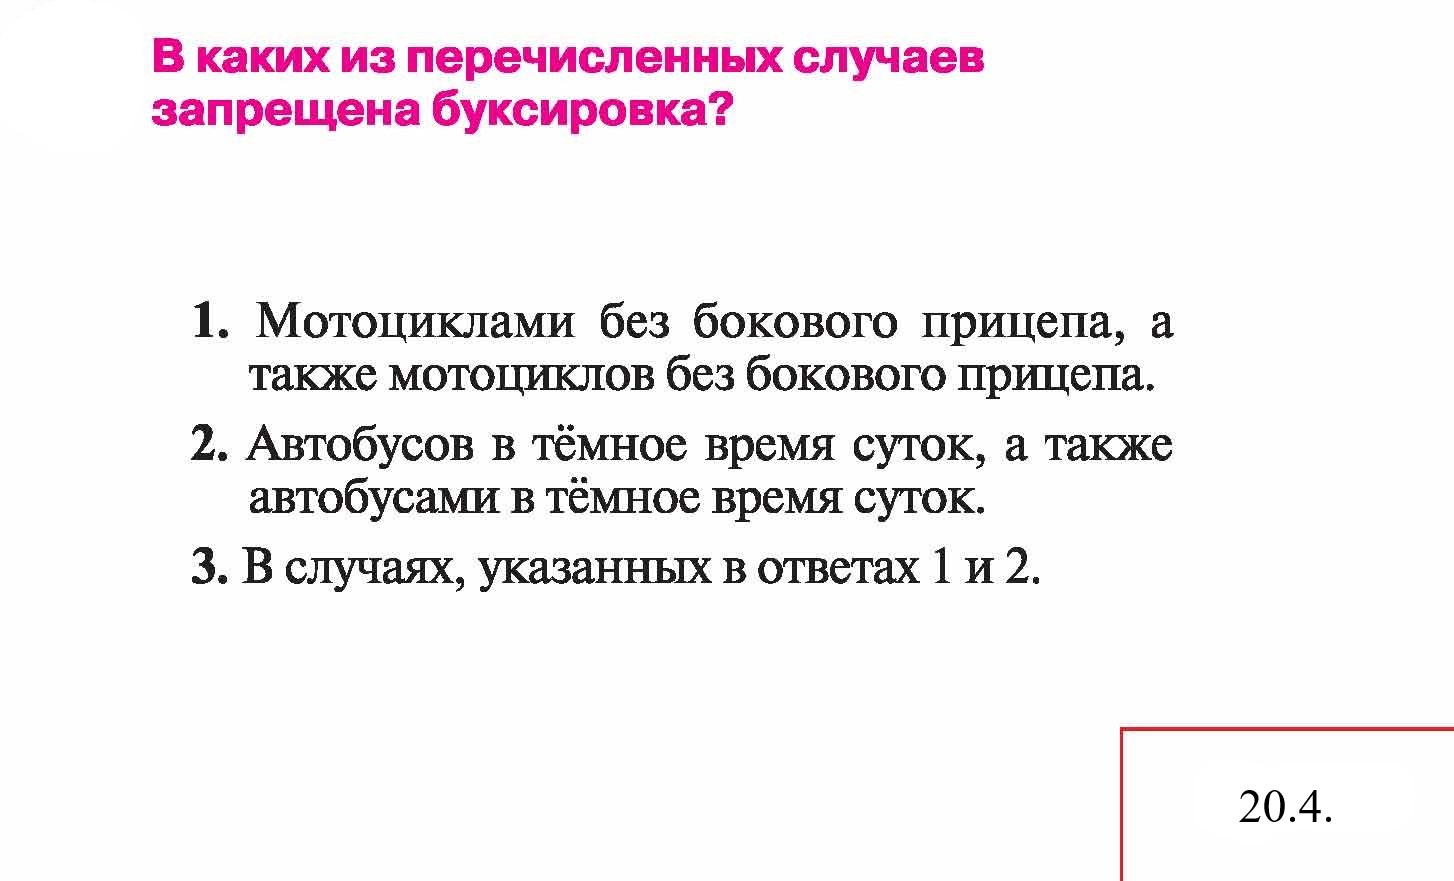 В каких из перечисленных случаев
запрещена буксировка?
1. Мотоциклами без бокового прицепа, а
также мотоциклов без бокового прицепа.
2. Автобусов в тёмное время суток, а также
автобусами в тёмное время суток.
3. В случаях, указанных в ответах 1 и 2.
20.4.